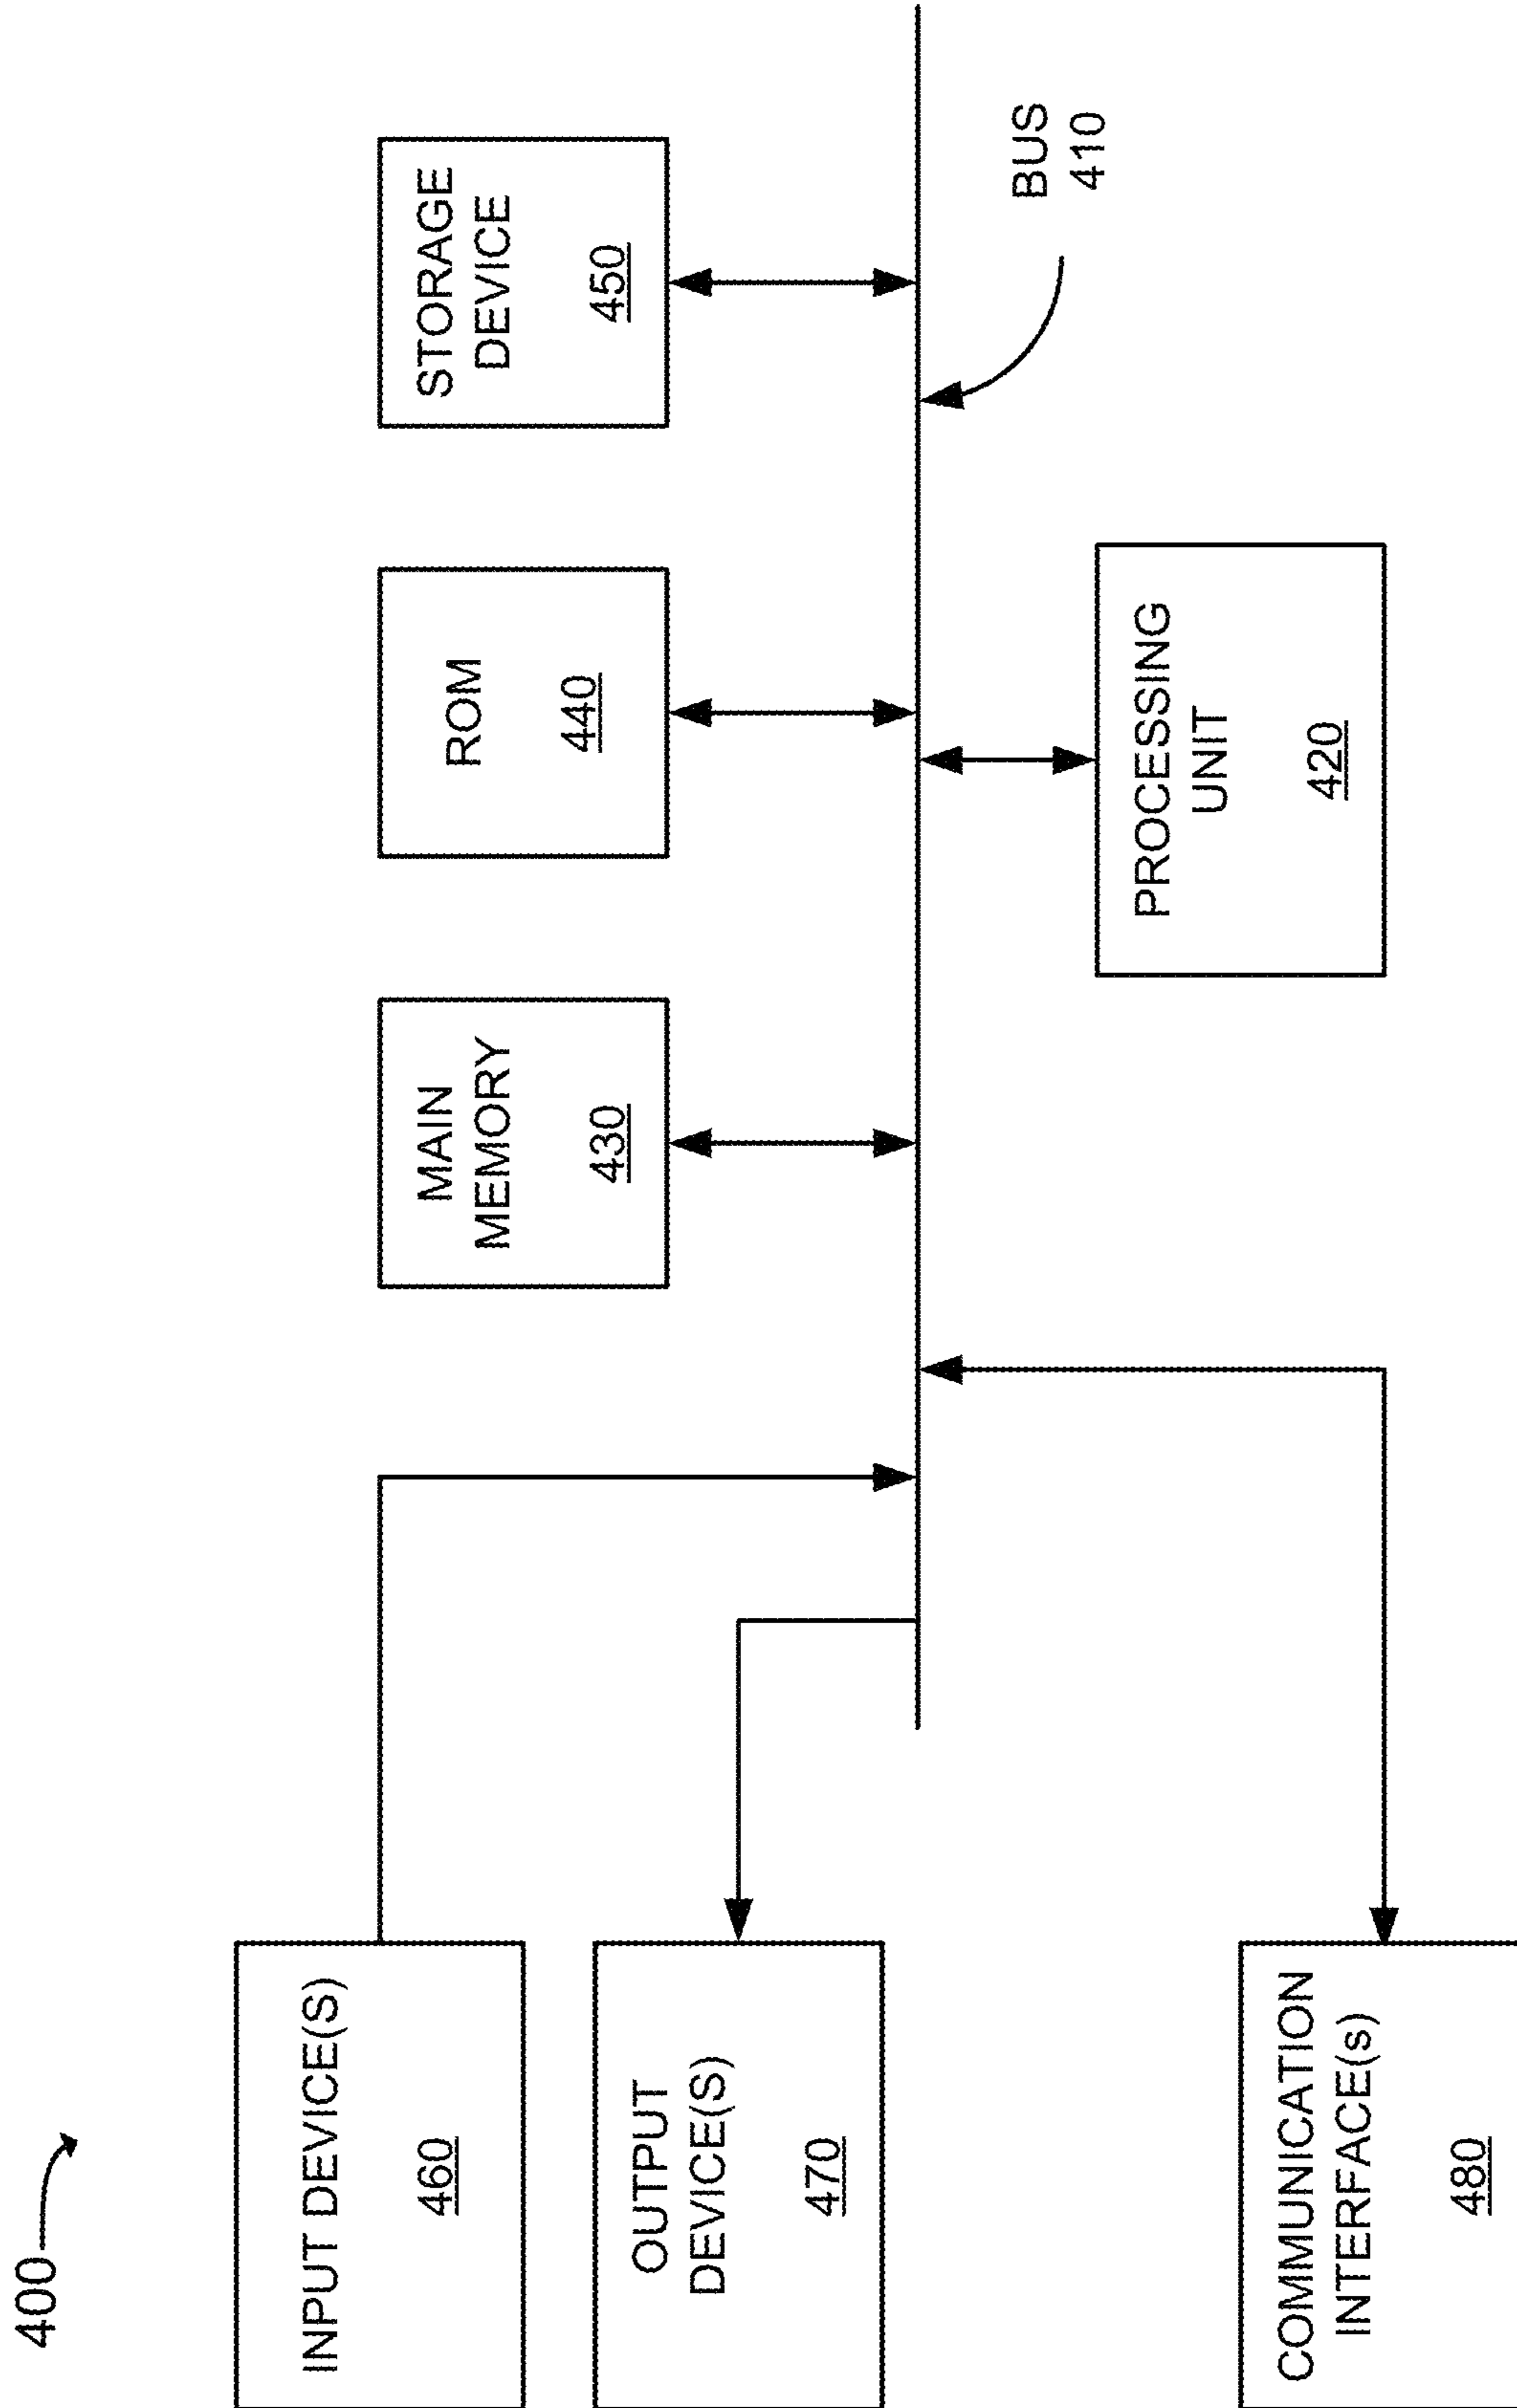 400
INPUT DEVICE(S)
460
OUTPUT
DEVICE(S)
470
COMMUNICATION
INTERFACE(s)
480
MAIN
MEMORY
430
ROM
440
STORAGE
DEVICE
450
PROCESSING
UNIT
420
BUS
410